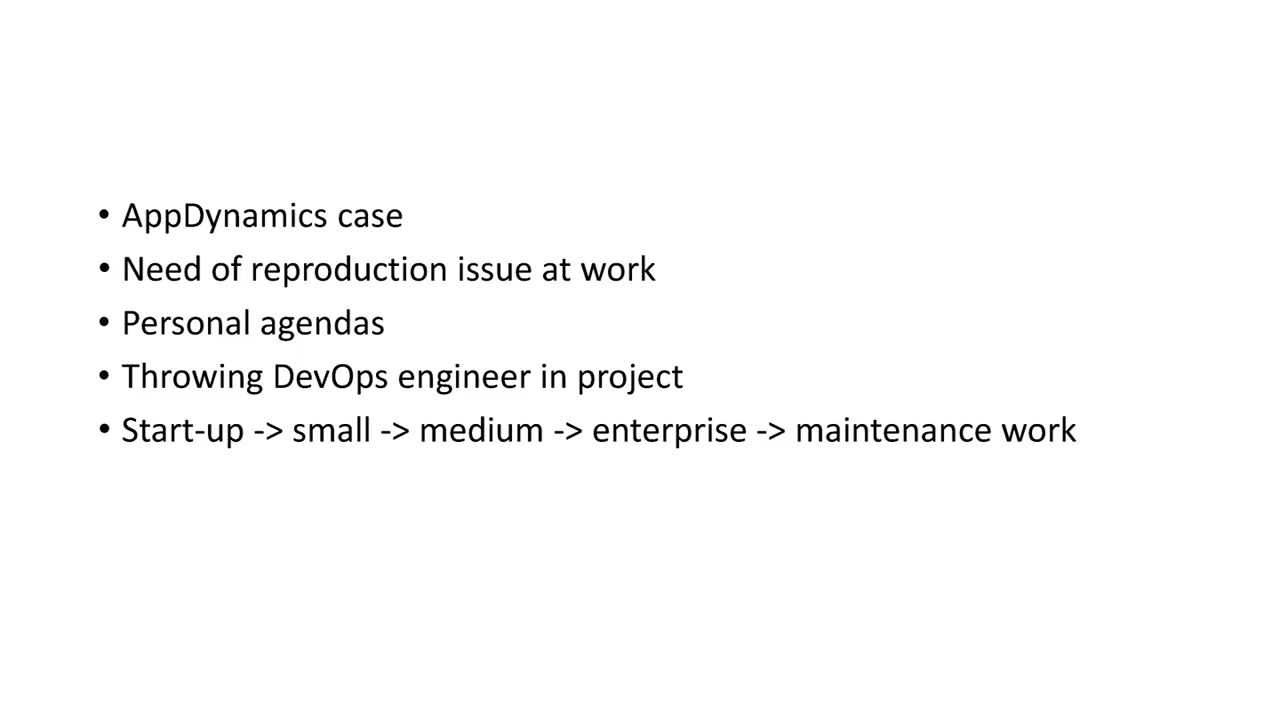 • AppDynamics case
• Need of reproduction issue at work
• Personal agendas
• Throwing DevOps engineer in project
• Start-up -> small -> medium -> enterprise -> maintenance work